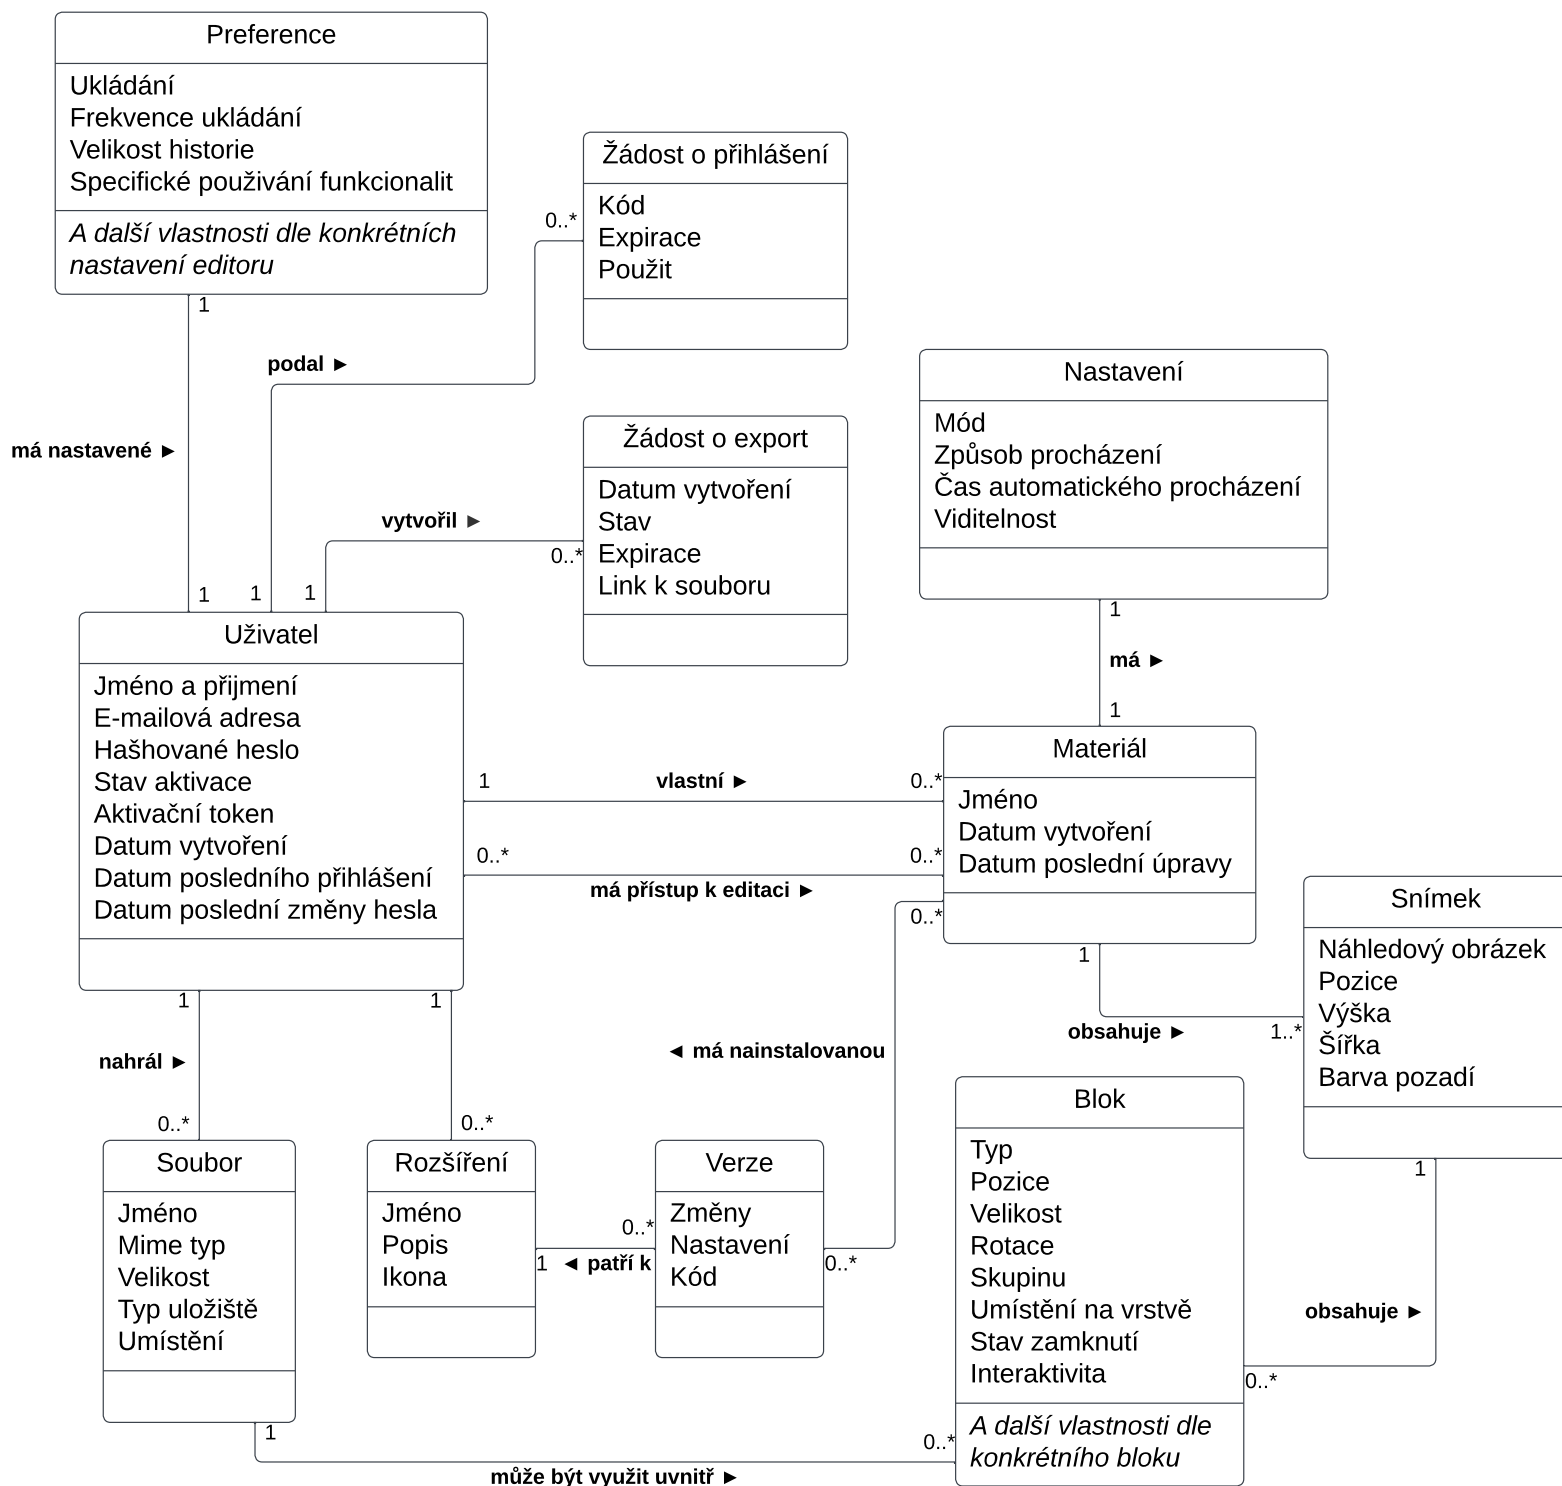 Preference
Ukládání
Frekvence ukládání
Velikost historie
Specifické použivání funkcionalit
A další vlastnosti dle konkrétních
nastavení editoru
1
má nastavené ►
1
Žádost o přihlášení
Kód
Expirace
Použit
0..*
podal ►
1
Žádost o export
Datum vytvoření
Stav
Expirace
Link k souboru
vytvořil ►
0..*
1
Nastavení
Mód
Způsob procházení
Čas automatického procházení
Viditelnost
1
má ►
1
Uživatel
Jméno a přijmení
E-mailová adresa
Hašhované heslo
Stav aktivace
Aktivační token
Datum vytvoření
Datum posledního přihlášení
Datum poslední změny hesla
1
vlastní ►
0..*
0..*
má přístup k editaci ►
0..*
Materiál
Jméno
Datum vytvoření
Datum poslední úpravy
0..*
◄ má nainstalovanou
0..*
1
obsahuje ►
1..*
Snímek
Náhledový obrázek
Pozice
Výška
Šířka
Barva pozadí
1
nahrál ►
0..*
1
0..*
Soubor
Jméno
Mime typ
Velikost
Typ uložiště
Umístění
Rozšíření
Jméno
Popis
Ikona
0..*
1 ◄ patří k
Verze
Změny
Nastavení
Kód
Blok
Typ
Pozice
Velikost
Rotace
Skupinu
Umístění na vrstvě
Stav zamknutí
Interaktivita
A další vlastnosti dle
konkrétního bloku
1
obsahuje ►
0..*
1
může být využit uvnitř ►
0..*